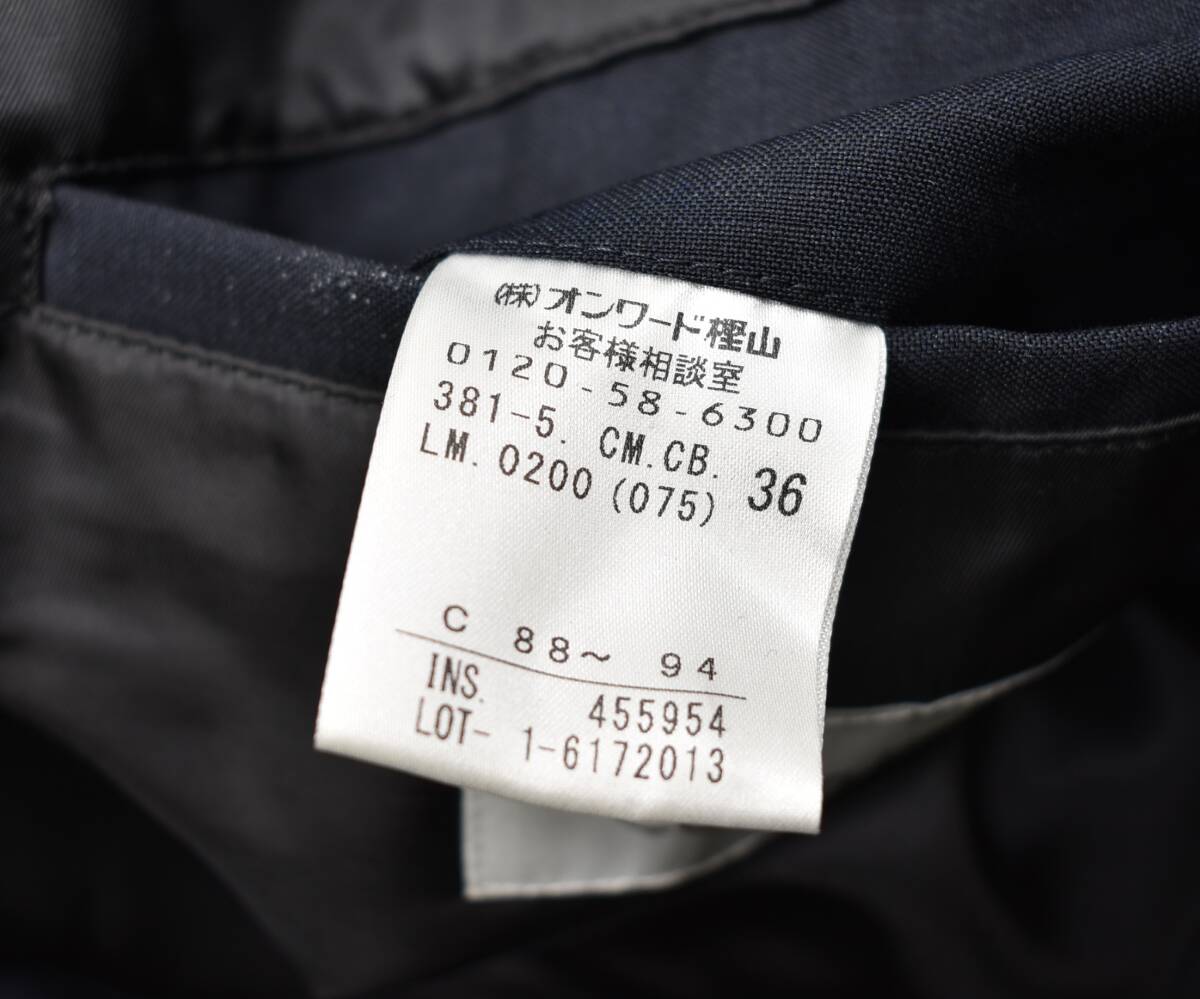 (株)オンワード樫山
お客様相談室
0120-58-6300
381-5. CM.CB. 36
LM. 0200 (075)
C 88～ 94
INS. 455954
LOT- 1-6172013